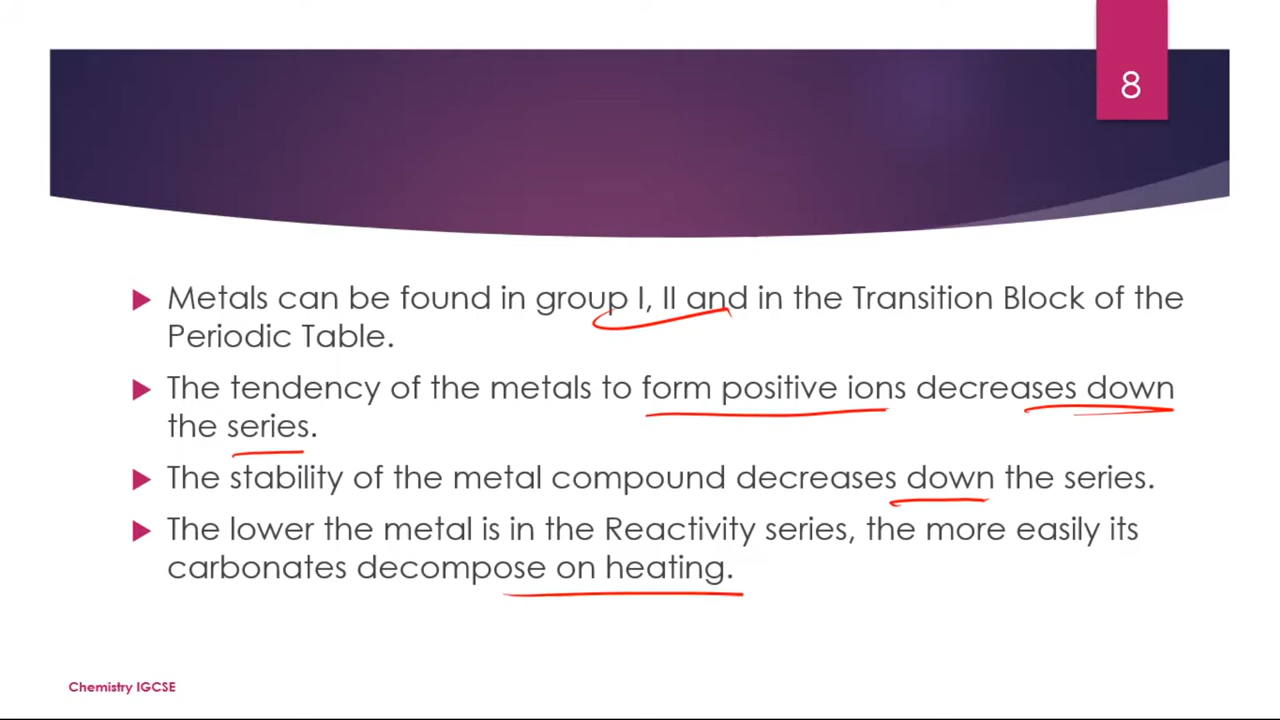 8
Metals can be found in group I, II and in the Transition Block of the
Periodic Table.
The tendency of the metals to form positive ions decreases down
the series.
The stability of the metal compound decreases down the series.
The lower the metal is in the Reactivity series, the more easily its
carbonates decompose on heating.
Chemistry IGCSE